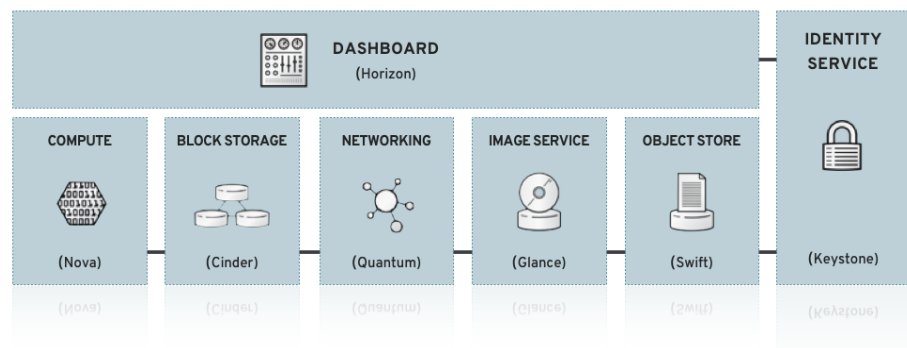 DASHBOARD
(Horizon)
IDENTITY
SERVICE
COMPUTE
BLOCK STORAGE
NETWORKING
IMAGE SERVICE
OBJECT STORE
(Nova)
(Cinder)
(Quantum)
(Glance)
(Swift)
(Keystone)